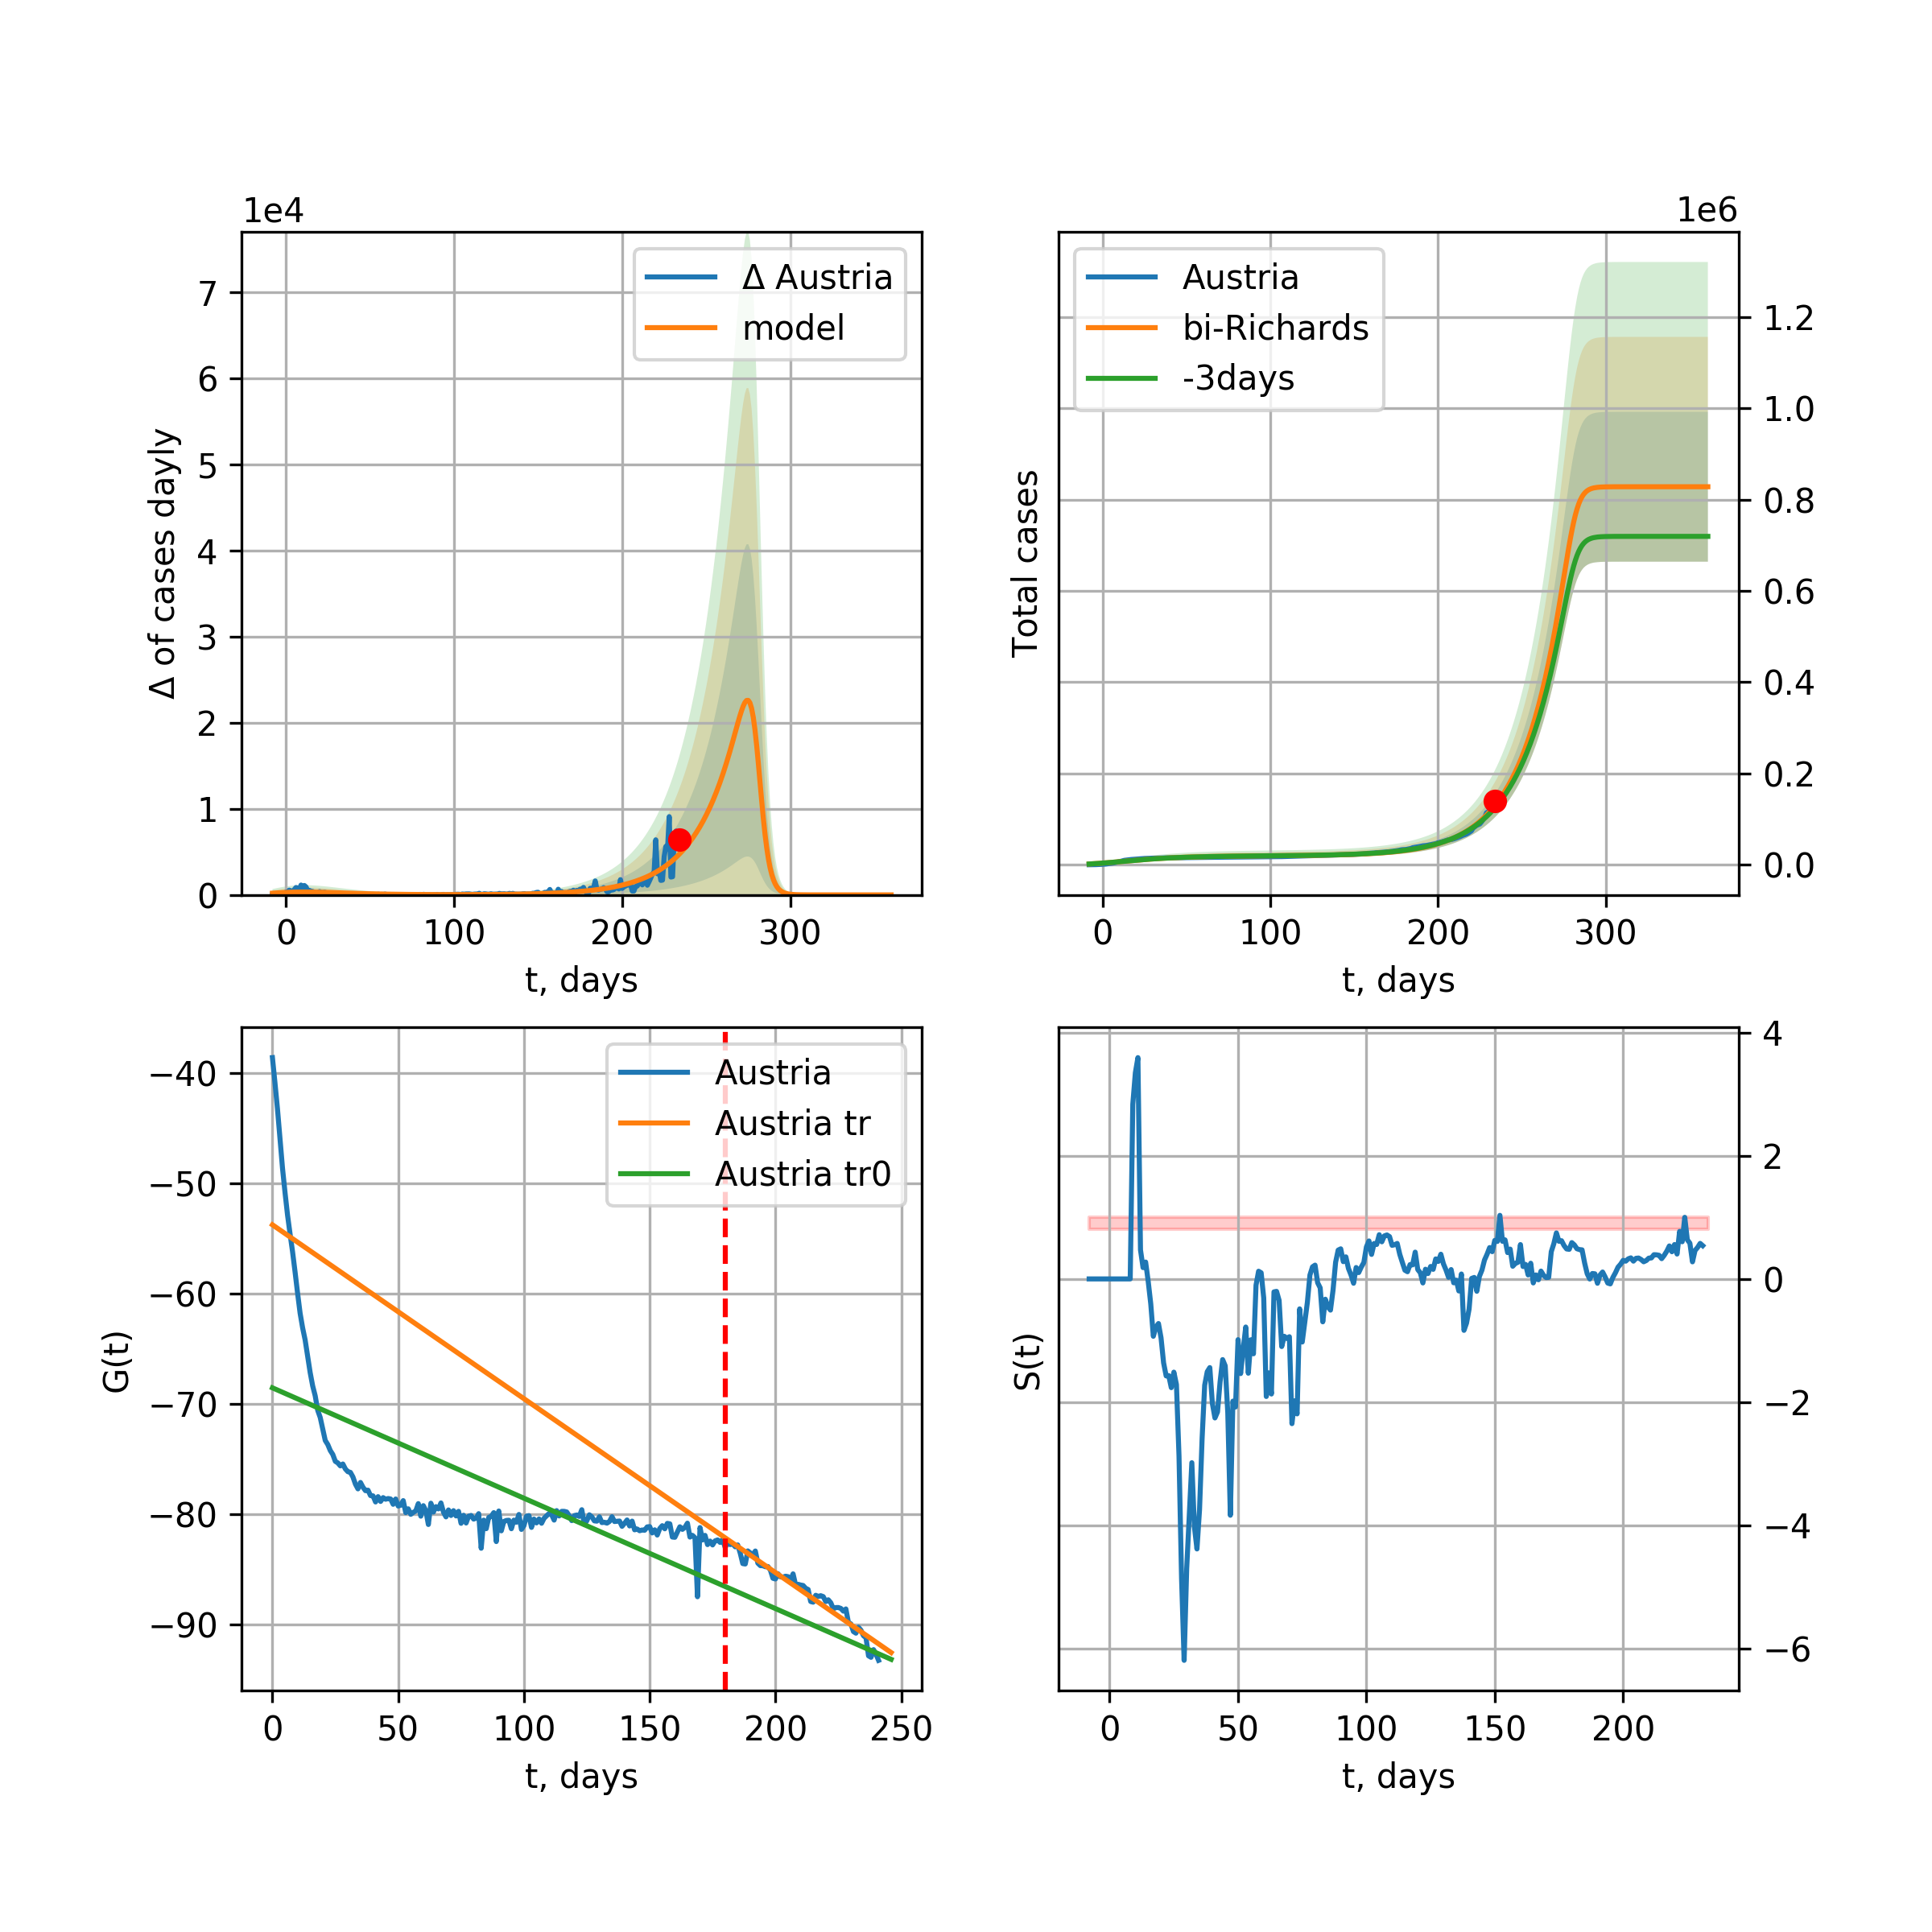 1e4
Δ of cases dayly
7
6
5
4
3
2
1
0
Δ Austria
model
0 100 200 300
t, days
1e6
Total cases
Austria
bi-Richards
-3days
1.2
1.0
0.8
0.6
0.4
0.2
0.0
0 100 200 300
t, days
G(t)
−40
−50
−60
−70
−80
−90
Austria
Austria tr
Austria tr0
0 50 100 150 200 250
t, days
S(t)
4
2
0
−2
−4
−6
0 50 100 150 200
t, days